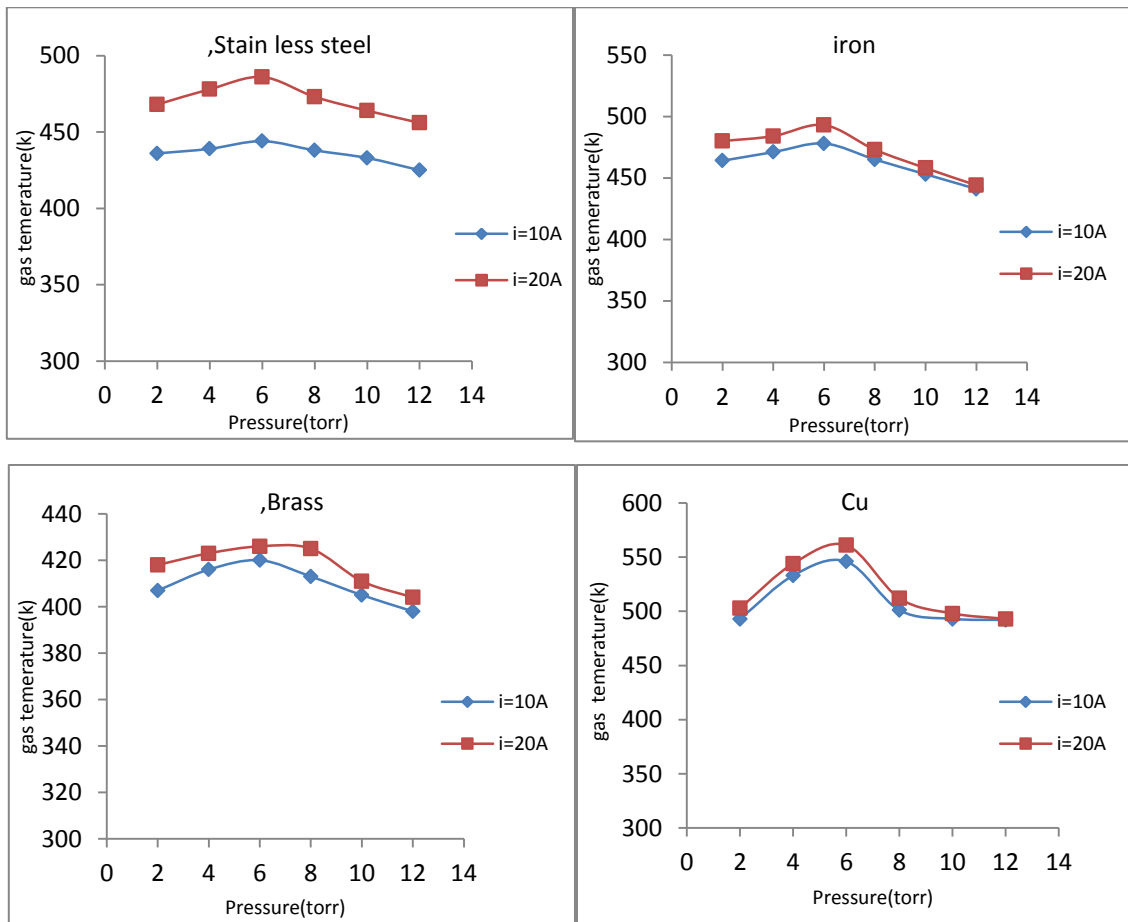 ,Stain less steel
500
450
400
350
300
0 2 4 6 8 10 12 14
gas temerature(k)
Pressure(torr)
i=10A
i=20A
iron
550
500
450
400
350
300
0 2 4 6 8 10 12 14
gas temerature(k)
Pressure(torr)
i=10A
i=20A
,Brass
440
420
400
380
360
340
320
300
0 2 4 6 8 10 12 14
gas temerature(k)
Pressure(torr)
i=10A
i=20A
Cu
600
550
500
450
400
350
300
0 2 4 6 8 10 12 14
gas temerature(k)
Pressure(torr)
i=10A
i=20A